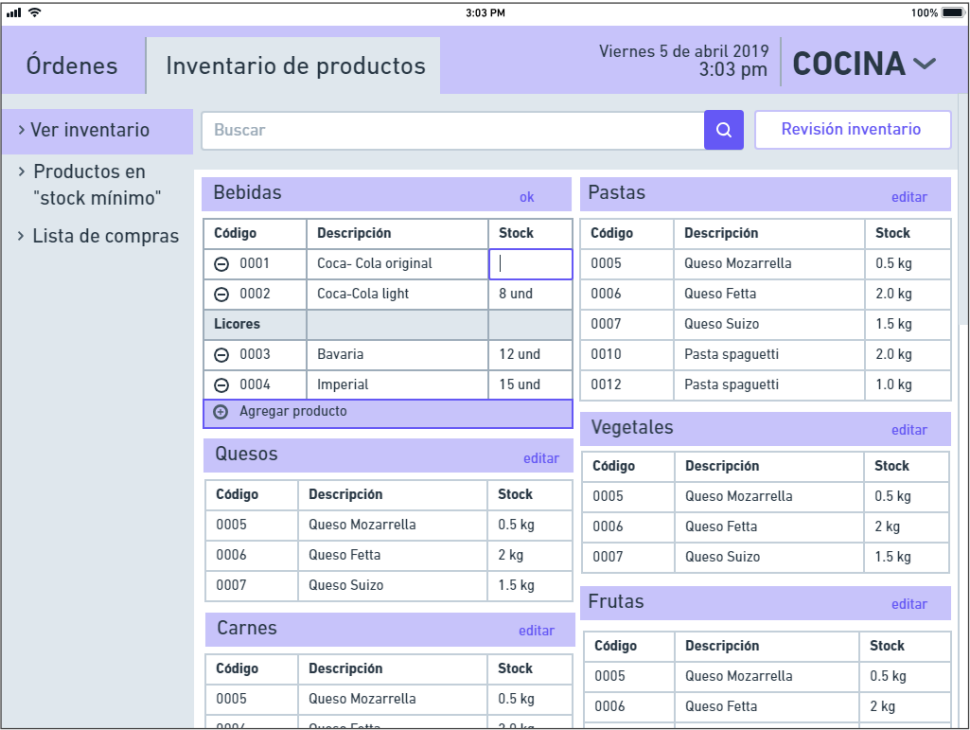 3:03 PM
100%
Órdenes
Inventario de productos
Viernes 5 de abril 2019
3:03 pm
COCINA
> Ver inventario
> Productos en
"stock mínimo"
> Lista de compras
Buscar
Revisión inventario
Bebidas ok
Código Descripción Stock
0001 Coca- Cola original
0002 Coca-Cola light 8 und
Licores
0003 Bavaria 12 und
0004 Imperial 15 und
Agregar producto
Quesos editar
Código Descripción Stock
0005 Queso Mozarrella 0.5 kg
0006 Queso Fetta 2 kg
0007 Queso Suizo 1.5 kg
Carnes editar
Código Descripción Stock
0005 Queso Mozarrella 0.5 kg
Pastas editar
Código Descripción Stock
0005 Queso Mozarrella 0.5 kg
0006 Queso Fetta 2.0 kg
0007 Queso Suizo 1.5 kg
0010 Pasta spaguetti 2.0 kg
0012 Pasta spaguetti 1.0 kg
Vegetales editar
Código Descripción Stock
0005 Queso Mozarrella 0.5 kg
0006 Queso Fetta 2 kg
0007 Queso Suizo 1.5 kg
Frutas editar
Código Descripción Stock
0005 Queso Mozarrella 0.5 kg
0006 Queso Fetta 2 kg